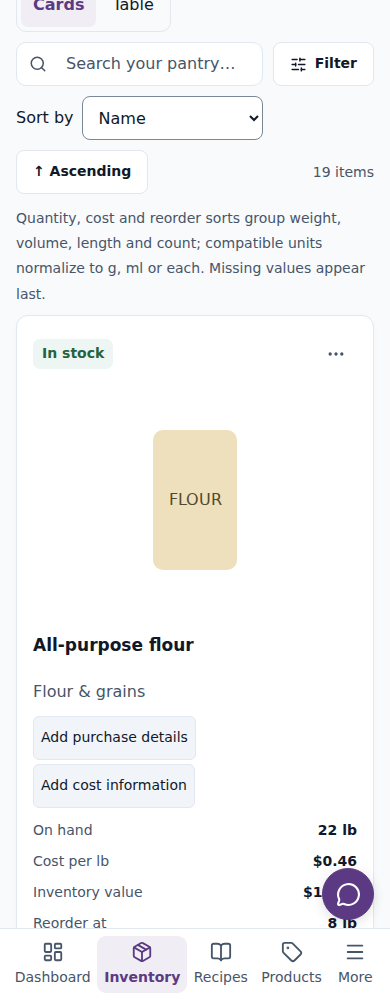 Cards Table
Search your pantry… Filter
Sort by Name
↑ Ascending 19 items
Quantity, cost and reorder sorts group weight,
volume, length and count; compatible units
normalize to g, ml or each. Missing values appear
last.
In stock
FLOUR
All-purpose flour
Flour & grains
Add purchase details
Add cost information
On hand 22 lb
Cost per lb $0.46
Inventory value
Reorder at 8 lb
Dashboard Inventory Recipes Products More